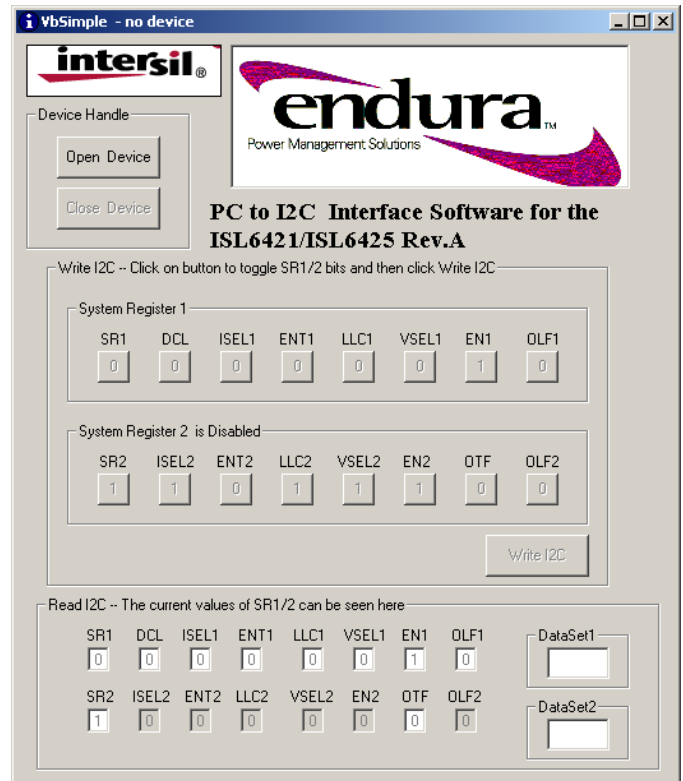 VbSimple - no device
intersil®
endura™
Power Management Solutions
Device Handle
Open Device
Close Device
PC to I2C Interface Software for the
ISL6421/ISL6425 Rev.A
Write I2C -- Click on button to toggle SR1/2 bits and then click Write I2C
System Register 1
SR1 DCL ISEL1 ENT1 LLC1 VSEL1 EN1 OLF1
0 0 0 0 0 0 1 0
System Register 2 is Disabled
SR2 ISEL2 ENT2 LLC2 VSEL2 EN2 OTF OLF2
1 1 0 1 1 1 0 0
Write I2C
Read I2C -- The current values of SR1/2 can be seen here
SR1 DCL ISEL1 ENT1 LLC1 VSEL1 EN1 OLF1
0 0 0 0 0 0 1 0
DataSet1
SR2 ISEL2 ENT2 LLC2 VSEL2 EN2 OTF OLF2
1 0 0 0 0 0 0 0
DataSet2